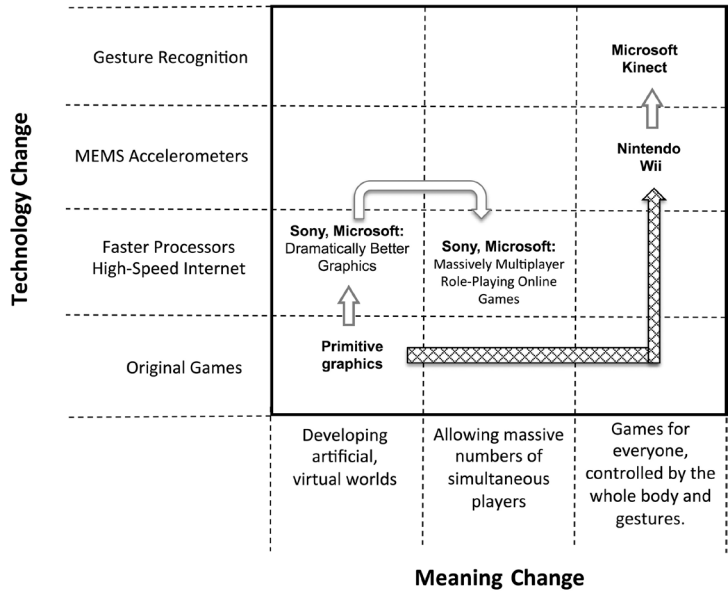 Technology Change
Gesture Recognition
Microsoft
Kinect
MEMS Accelerometers
Nintendo
Wii
Faster Processors
High-Speed Internet
Sony, Microsoft:
Dramatically Better
Graphics
Sony, Microsoft:
Massively Multiplayer
Role-Playing Online
Games
Original Games
Primitive
graphics
Developing
artificial,
virtual worlds
Allowing massive
numbers of
simultaneous
players
Games for
everyone,
controlled by the
whole body and
gestures.
Meaning Change